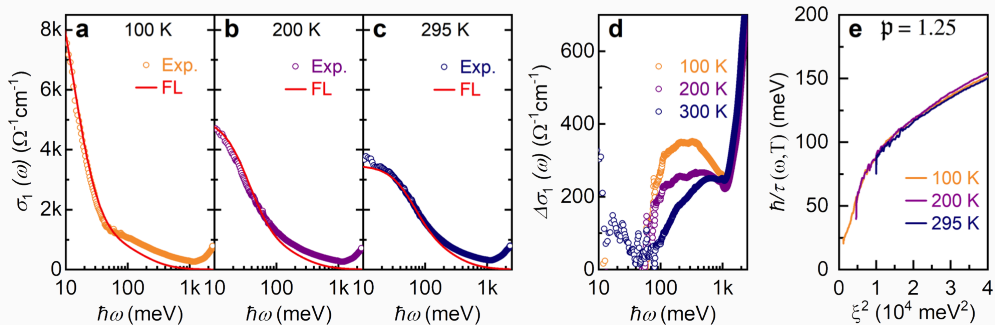 a 100 K
Exp.
FL
8k
6k
4k
2k
0
σ₁ (ω) (Ω⁻¹cm⁻¹)
10 100 1k
ħω (meV)
b 200 K
Exp.
FL
10 100 1k
ħω (meV)
c 295 K
Exp.
FL
10 100 1k
ħω (meV)
d
100 K
200 K
300 K
600
400
200
0
Δσ₁ (ω) (Ω⁻¹cm⁻¹)
10 100 1k
ħω (meV)
e p = 1.25
200
150
100
50
0
ħ/τ (ω,T) (meV)
100 K
200 K
295 K
0 1 2 3 4
ξ² (10⁴ meV²)